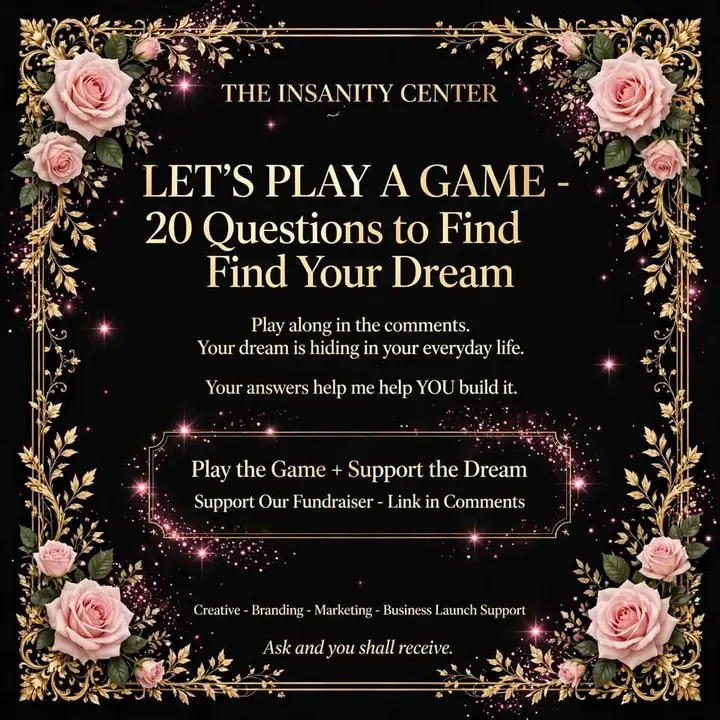 THE INSANITY CENTER
LET'S PLAY A GAME -
20 Questions to Find
Find Your Dream
Play along in the comments.
Your dream is hiding in your everyday life.
Your answers help me help YOU build it.
Play the Game + Support the Dream
Support Our Fundraiser - Link in Comments
Creative - Branding - Marketing - Business Launch Support
Ask and you shall receive.